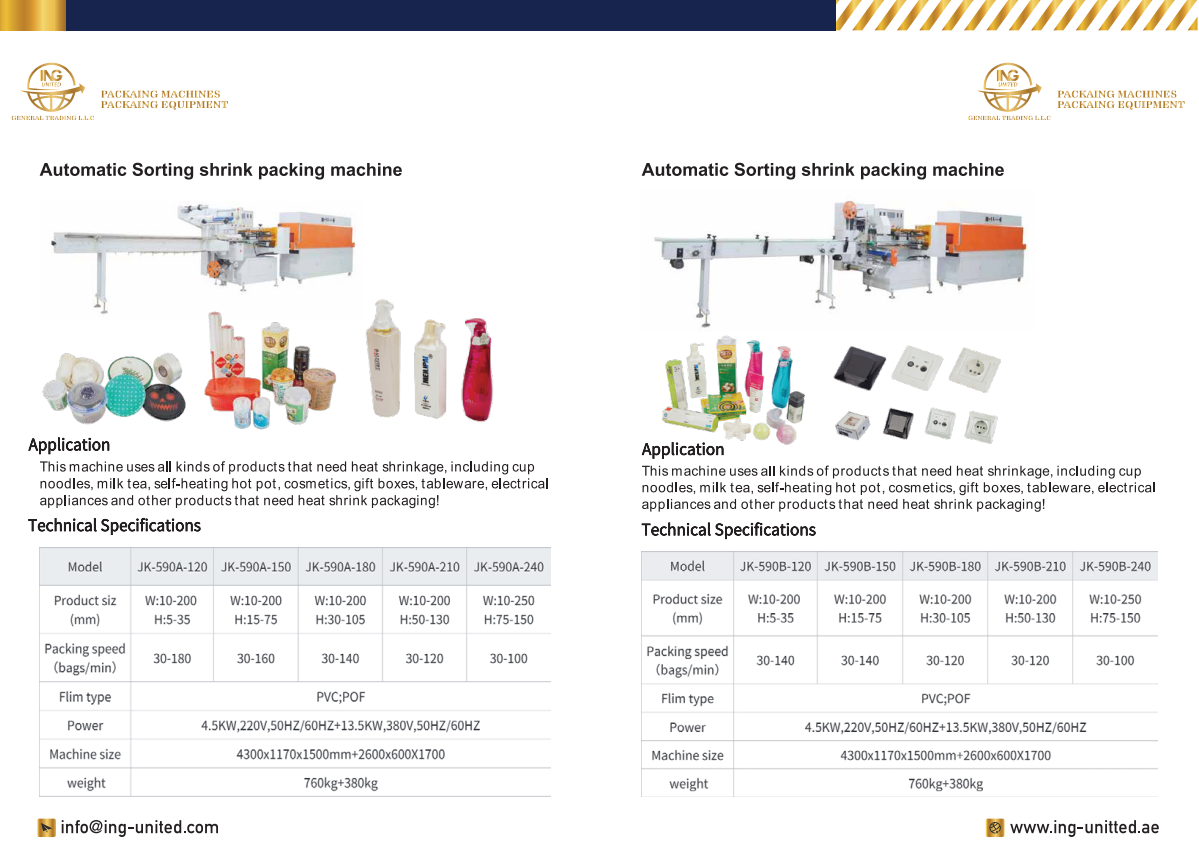 ING
UNITED
GENERAL TRADING L.L.C
PACKAING MACHINES
PACKAING EQUIPMENT
ING
UNITED
GENERAL TRADING L.L.C
PACKAING MACHINES
PACKAING EQUIPMENT
Automatic Sorting shrink packing machine
Application
This machine uses all kinds of products that need heat shrinkage, including cup
noodles, milk tea, self-heating hot pot, cosmetics, gift boxes, tableware, electrical
appliances and other products that need heat shrink packaging!
Technical Specifications
Model JK-590A-120 JK-590A-150 JK-590A-180 JK-590A-210 JK-590A-240
Product siz (mm) W:10-200 H:5-35 W:10-200 H:15-75 W:10-200 H:30-105 W:10-200 H:50-130 W:10-250 H:75-150
Packing speed (bags/min) 30-180 30-160 30-140 30-120 30-100
Flim type PVC;POF
Power 4.5KW,220V,50HZ/60HZ+13.5KW,380V,50HZ/60HZ
Machine size 4300x1170x1500mm+2600x600X1700
weight 760kg+380kg
info@ing-united.com
Automatic Sorting shrink packing machine
Application
This machine uses all kinds of products that need heat shrinkage, including cup
noodles, milk tea, self-heating hot pot, cosmetics, gift boxes, tableware, electrical
appliances and other products that need heat shrink packaging!
Technical Specifications
Model JK-590B-120 JK-590B-150 JK-590B-180 JK-590B-210 JK-590B-240
Product size (mm) W:10-200 H:5-35 W:10-200 H:15-75 W:10-200 H:30-105 W:10-200 H:50-130 W:10-250 H:75-150
Packing speed (bags/min) 30-140 30-140 30-120 30-120 30-100
Flim type PVC;POF
Power 4.5KW,220V,50HZ/60HZ+13.5KW,380V,50HZ/60HZ
Machine size 4300x1170x1500mm+2600x600X1700
weight 760kg+380kg
www.ing-unitted.ae